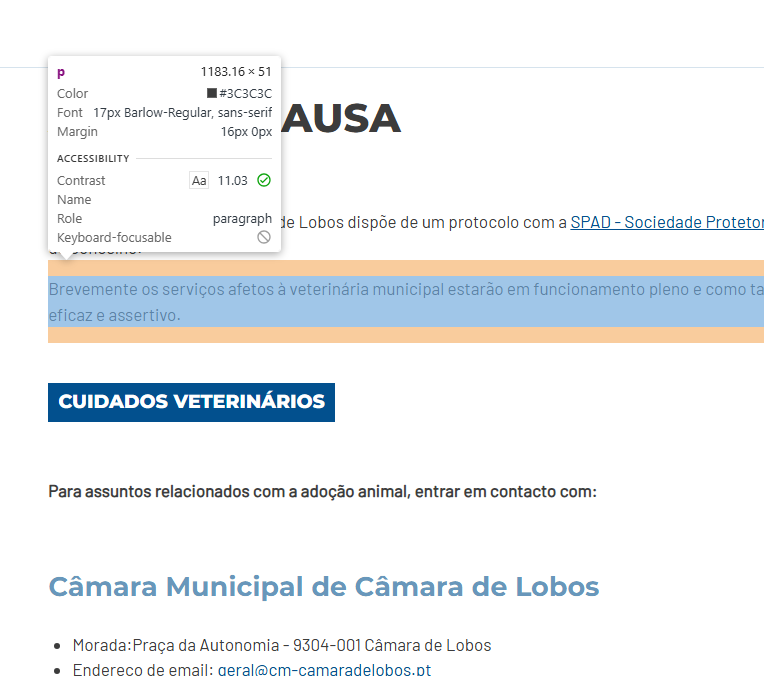 p 1183.16 × 51
Color #3C3C3C
Font 17px Barlow-Regular, sans-serif
Margin 16px 0px
ACCESSIBILITY
Contrast Aa 11.03
Name
Role paragraph
Keyboard-focusable
AUSA
de Lobos dispõe de um protocolo com a SPAD - Sociedade Protetor
Brevemente os serviços afetos à veterinária municipal estarão em funcionamento pleno e como ta
eficaz e assertivo.
CUIDADOS VETERINÁRIOS
Para assuntos relacionados com a adoção animal, entrar em contacto com:
Câmara Municipal de Câmara de Lobos
Morada:Praça da Autonomia - 9304-001 Câmara de Lobos
Endereço de email: geral@cm-camaradelobos.pt